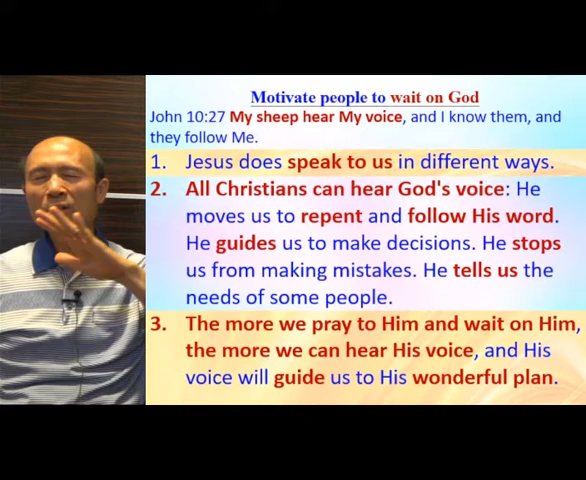 Motivate people to wait on God
John 10:27 My sheep hear My voice, and I know them, and
they follow Me.
1. Jesus does speak to us in different ways.
2. All Christians can hear God's voice: He
moves us to repent and follow His word.
He guides us to make decisions. He stops
us from making mistakes. He tells us the
needs of some people.
3. The more we pray to Him and wait on Him,
the more we can hear His voice, and His
voice will guide us to His wonderful plan.